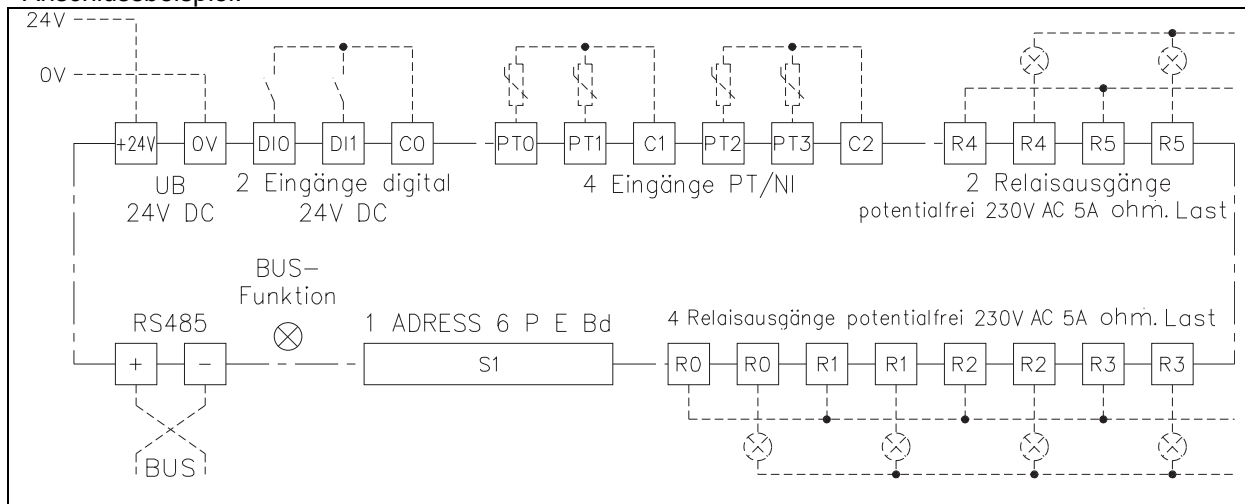 Anschlussbeispiel:
24V
0V
+24V 0V DI0 DI1 C0 PT0 PT1 C1 PT2 PT3 C2 R4 R4 R5 R5
UB 2 Eingänge digital 4 Eingänge PT/NI 2 Relaisausgänge
24V DC 24V DC potentialfrei 230V AC 5A ohm. Last
BUS-
Funktion
RS485 1 ADRESS 6 P E Bd 4 Relaisausgänge potentialfrei 230V AC 5A ohm. Last
+ - S1 R0 R0 R1 R1 R2 R2 R3 R3
BUS